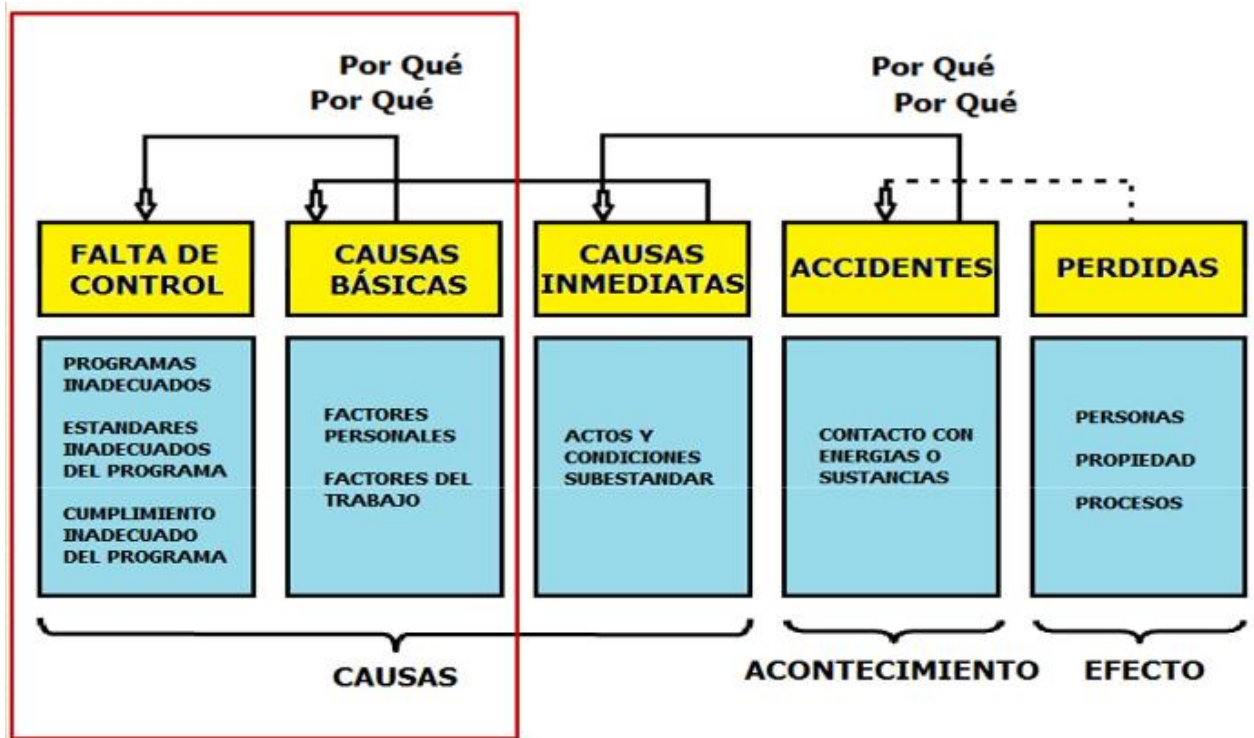 Por Qué
Por Qué
Por Qué
Por Qué
FALTA DE
CONTROL
CAUSAS
BÁSICAS
CAUSAS
INMEDIATAS
ACCIDENTES
PERDIDAS
PROGRAMAS
INADECUADOS
ESTANDARES
INADECUADOS
DEL PROGRAMA
CUMPLIMIENTO
INADECUADO
DEL PROGRAMA
FACTORES
PERSONALES
FACTORES DEL
TRABAJO
ACTOS Y
CONDICIONES
SUBESTANDAR
CONTACTO CON
ENERGIAS O
SUSTANCIAS
PERSONAS
PROPIEDAD
PROCESOS
CAUSAS
ACONTECIMIENTO
EFECTO